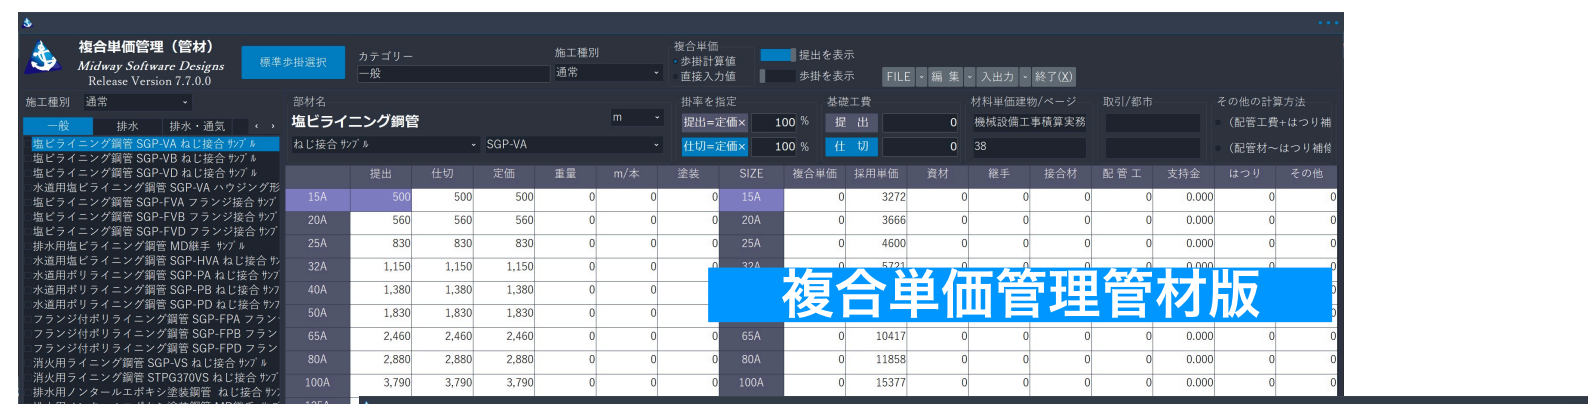 複合単価管理（管材）
Midway Software Designs
Release Version 7.7.0.0
標準歩掛選択
カテゴリー
一般
施工種別
通常
複合単価
歩掛計算値
直接入力値
提出を表示
歩掛を表示
FILE 編 集 入出力 終了(X)
施工種別 通常
一般 排水 排水・通気
塩ビライニング鋼管 SGP-VA ねじ接合 ｻﾝﾌﾟﾙ
塩ビライニング鋼管 SGP-VB ねじ接合 ｻﾝﾌﾟﾙ
塩ビライニング鋼管 SGP-VD ねじ接合 ｻﾝﾌﾟﾙ
水道用塩ビライニング鋼管 SGP-VA ハウジング形
塩ビライニング鋼管 SGP-FVA フランジ接合 ｻﾝﾌﾟ
塩ビライニング鋼管 SGP-FVB フランジ接合 ｻﾝﾌﾟ
塩ビライニング鋼管 SGP-FVD フランジ接合 ｻﾝﾌﾟ
排水用塩ビライニング鋼管 MD継手 ｻﾝﾌﾟﾙ
水道用塩ビライニング鋼管 SGP-HVA ねじ接合 ｻﾝ
水道用ポリライニング鋼管 SGP-PA ねじ接合 ｻﾝﾌﾟ
水道用ポリライニング鋼管 SGP-PB ねじ接合 ｻﾝﾌﾟ
水道用ポリライニング鋼管 SGP-PD ねじ接合 ｻﾝﾌﾟ
フランジ付ポリライニング鋼管 SGP-FPA フラン
フランジ付ポリライニング鋼管 SGP-FPB フラン
フランジ付ポリライニング鋼管 SGP-FPD フラン
消火用ライニング鋼管 SGP-VS ねじ接合 ｻﾝﾌﾟﾙ
消火用ライニング鋼管 STPG370VS ねじ接合 ｻﾝﾌﾟ
排水用ノンタールエポキシ塗装鋼管 ねじ接合 ｻﾝ
部材名
塩ビライニング鋼管
m
ねじ接合 ｻﾝﾌﾟﾙ SGP-VA
掛率を指定
提出=定価× 100 %
仕切=定価× 100 %
基礎工費
提 出 0
仕 切 0
材料単価建物/ページ
機械設備工事積算実務
38
取引/都市
その他の計算方法
（配管工費+はつり補
（配管材～はつり補修
提出 仕切 定価 重量 m/本 塗装 SIZE 複合単価 採用単価 資材 継手 接合材 配 管 工 支持金 はつり その他
15A 500 500 500 0 0 0 15A 0 3272 0 0 0 0 0.000 0 0
20A 560 560 560 0 0 0 20A 0 3666 0 0 0 0 0.000 0 0
25A 830 830 830 0 0 0 25A 0 4600 0 0 0 0 0.000 0 0
32A 1,150 1,150 1,150 0 0 0 32A 0 5721 0 0 0 0 0.000 0 0
40A 1,380 1,380 1,380 0 0
50A 1,830 1,830 1,830 0 0
65A 2,460 2,460 2,460 0 0 0 65A 0 10417 0 0 0 0 0.000 0 0
80A 2,880 2,880 2,880 0 0 0 80A 0 11858 0 0 0 0 0.000 0 0
100A 3,790 3,790 3,790 0 0 0 100A 0 15377 0 0 0 0 0.000 0 0
複合単価管理管材版